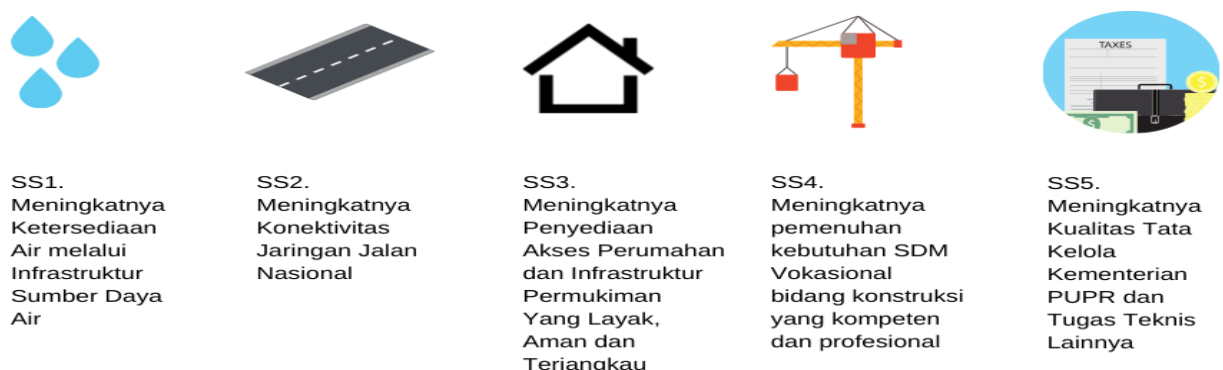 TAXES
SS1.
Meningkatnya
Ketersediaan
Air melalui
Infrastruktur
Sumber Daya
Air
SS2.
Meningkatnya
Konektivitas
Jaringan Jalan
Nasional
SS3.
Meningkatnya
Penyediaan
Akses Perumahan
dan Infrastruktur
Permukiman
Yang Layak,
Aman dan
Terjangkau
SS4.
Meningkatnya
pemenuhan
kebutuhan SDM
Vokasional
bidang konstruksi
yang kompeten
dan profesional
SS5.
Meningkatnya
Kualitas Tata
Kelola
Kementerian
PUPR dan
Tugas Teknis
Lainnya